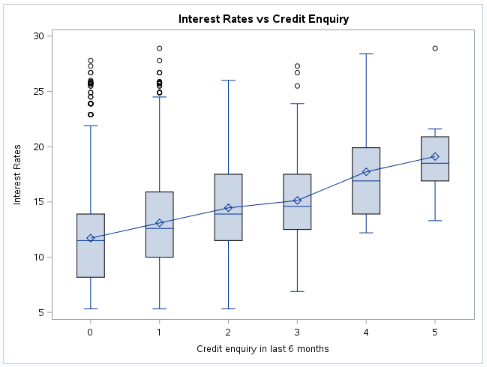 Interest Rates vs Credit Enquiry
30
25
20
15
10
5
Interest Rates
0 1 2 3 4 5
Credit enquiry in last 6 months